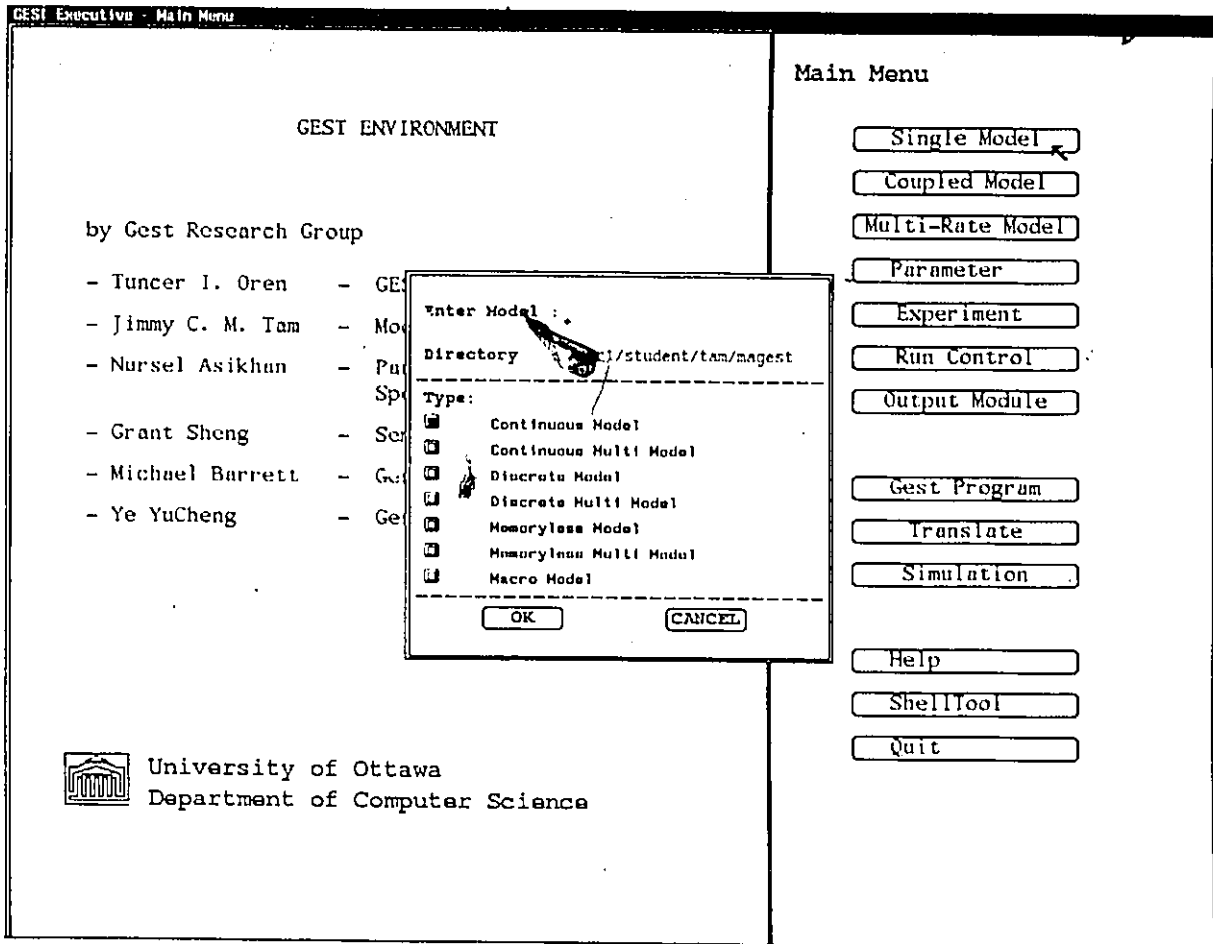 GEST Executive - Main Menu
GEST ENVIRONMENT
by Gest Research Group
- Tuncer I. Oren -
- Jimmy C. M. Tam -
- Nursel Asikhan -
- Grant Sheng -
- Michael Barrett -
- Ye YuCheng -
University of Ottawa
Department of Computer Science
Enter Model :
Directory /student/tam/magest
Type:
Continuous Model
Continuous Multi Model
Discrete Model
Discrete Multi Model
Memoryless Model
Memoryless Multi Model
Macro Model
OK CANCEL
Main Menu
Single Model
Coupled Model
Multi-Rate Model
Parameter
Experiment
Run Control
Output Module
Gest Program
Translate
Simulation
Help
ShellTool
Quit